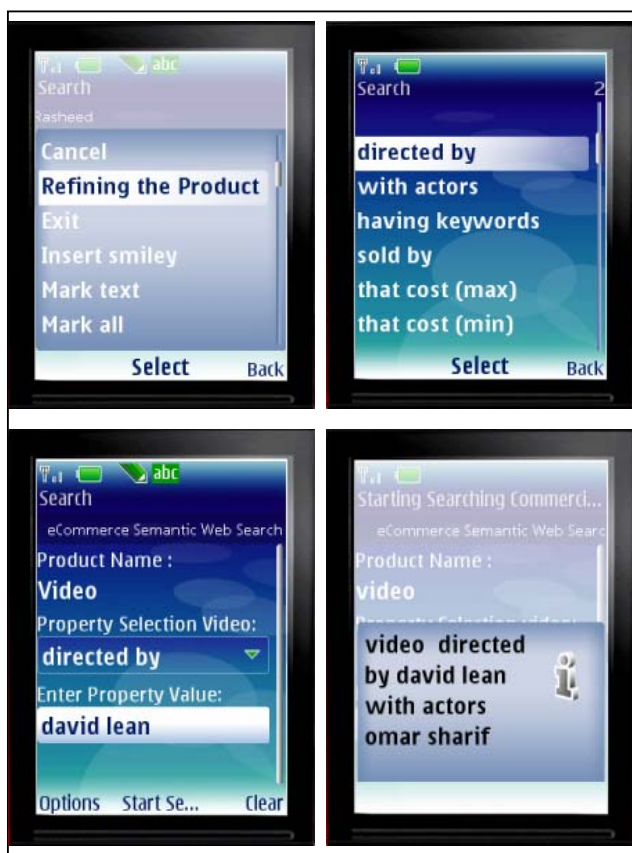 abc
Search
Rasheed
Cancel
Refining the Product
Exit
Insert smiley
Mark text
Mark all
Select Back
Search 2
directed by
with actors
having keywords
sold by
that cost (max)
that cost (min)
Select Back
abc
Search
eCommerce Semantic Web Search
Product Name :
Video
Property Selection Video:
directed by
Enter Property Value:
david lean
Options Start Se... Clear
Starting Searching Commerci...
eCommerce Semantic Web Searc
Product Name :
video
Property Selection video:
video directed
by david lean
with actors
omar sharif